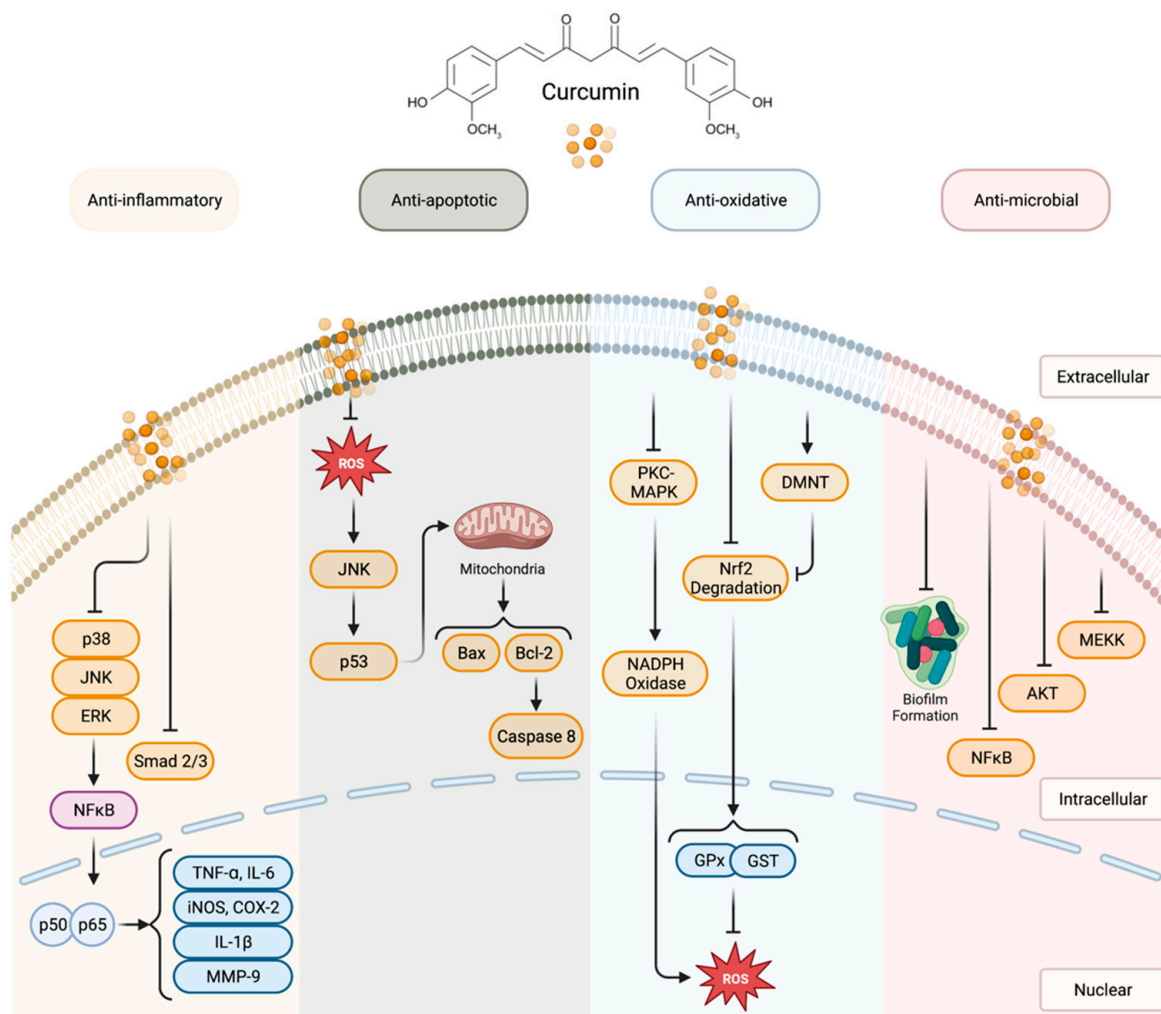 O O
HO OCH3 OCH3 OH
Curcumin
Anti-inflammatory
Anti-apoptotic
Anti-oxidative
Anti-microbial
Extracellular
Intracellular
Nuclear
p38
JNK
ERK
Smad 2/3
NFκB
p50 p65
TNF-α, IL-6
iNOS, COX-2
IL-1β
MMP-9
ROS
JNK
p53
Mitochondria
Bax Bcl-2
Caspase 8
PKC-
MAPK
DMNT
Nrf2
Degradation
NADPH
Oxidase
GPx GST
ROS
Biofilm
Formation
MEKK
AKT
NFκB